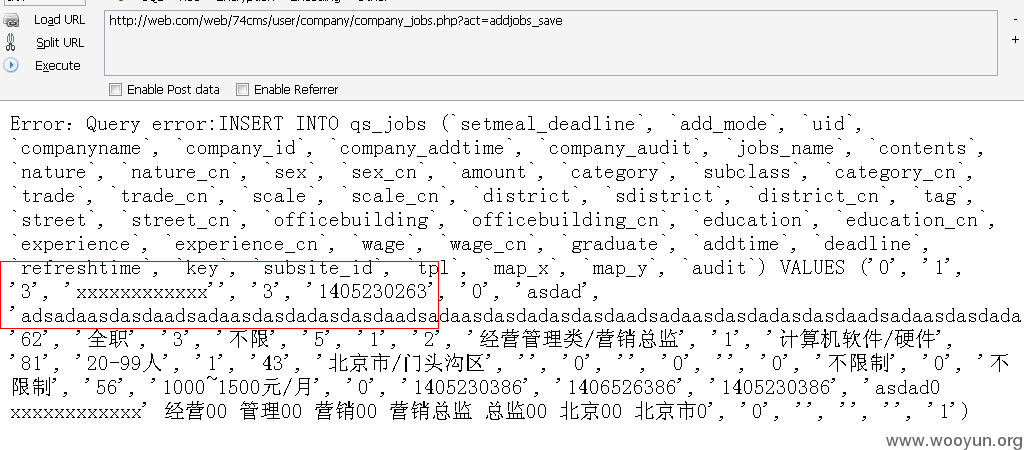 Load URL
http://web.com/web/74cms/user/company/company_jobs.php?act=addjobs_save
Split URL
Execute
Enable Post data Enable Referrer
Error: Query error:INSERT INTO qs_jobs (`setmeal_deadline`, `add_mode`, `uid`,
`companyname`, `company_id`, `company_addtime`, `company_audit`, `jobs_name`, `contents`,
`nature`, `nature_cn`, `sex`, `sex_cn`, `amount`, `category`, `subclass`, `category_cn`,
`trade`, `trade_cn`, `scale`, `scale_cn`, `district`, `sdistrict`, `district_cn`, `tag`,
`street`, `street_cn`, `officebuilding`, `officebuilding_cn`, `education`, `education_cn`,
`experience`, `experience_cn`, `wage`, `wage_cn`, `graduate`, `addtime`, `deadline`,
`refreshtime`, `key`, `subsite_id`, `tpl`, `map_x`, `map_y`, `audit`) VALUES ('0', '1',
'3', 'xxxxxxxxxxxxx'', '3', '1405230263', '0', 'asdad',
'adsadaasdasdaadsadaasdasdadasdasdaadsadaasdasdadasdasdaadsadaasdasdaadsadaasdasdadasdasdada
'62', '全职', '3', '不限', '5', '1', '2', '经营管理类/营销总监', '1', '计算机软件/硬件',
'81', '20-99人', '1', '43', '北京市/门头沟区', '', '0', '', '0', '', '0', '不限制', '0', '不
限制', '56', '1000~1500元/月', '0', '1405230386', '1406526386', '1405230386', 'asdad0
xxxxxxxxxxxxx' 经营00 管理00 营销00 营销总监 总监00 北京00 北京市0', '0', '', '', '', '1')
www.wooyun.org